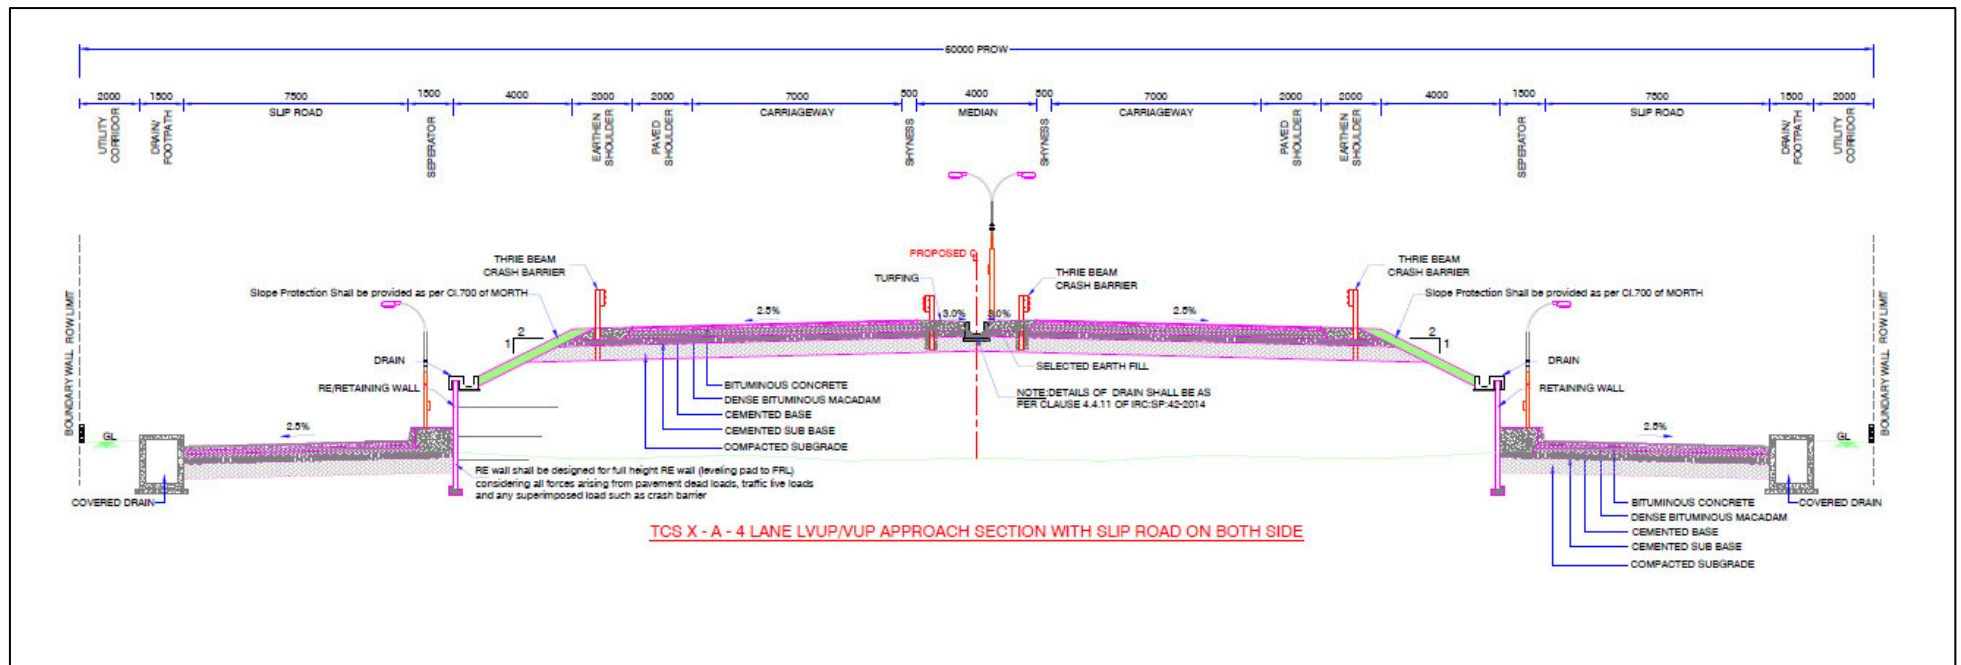 60000 PROW
2000 1500 7500 1500 4000 2000 2000 7000 500 4000 500 7000 2000 2000 4000 1500 7500 1500 2000
UTILITY
CORRIDOR
DRAIN/
FOOTPATH
SLIP ROAD
SEPERATOR
EARTHEN
SHOULDER
PAVED
SHOULDER
CARRIAGEWAY
SHYNESS
MEDIAN
SHYNESS
CARRIAGEWAY
PAVED
SHOULDER
EARTHEN
SHOULDER
SEPERATOR
SLIP ROAD
DRAIN/
FOOTPATH
UTILITY
CORRIDOR
BOUNDARY WALL ROW LIMIT
GL
COVERED DRAIN
2.5%
THRIE BEAM
CRASH BARRIER
Slope Protection Shall be provided as per Cl.700 of MORTH
2
1
DRAIN
RE/RETAINING WALL
2.5%
TURFING
PROPOSED
3.0% 3.0%
THRIE BEAM
CRASH BARRIER
2.5%
THRIE BEAM
CRASH BARRIER
Slope Protection Shall be provided as per Cl.700 of MORTH
2
1
DRAIN
RETAINING WALL
SELECTED EARTH FILL
NOTE:DETAILS OF DRAIN SHALL BE AS
PER CLAUSE 4.4.11 OF IRC:SP:42-2014
BITUMINOUS CONCRETE
DENSE BITUMINOUS MACADAM
CEMENTED BASE
CEMENTED SUB BASE
COMPACTED SUBGRADE
RE wall shall be designed for full height RE wall (leveling pad to FRL)
considering all forces arising from pavement dead loads, traffic live loads
and any superimposed load such as crash barrier
2.5%
GL
BOUNDARY WALL ROW LIMIT
BITUMINOUS CONCRETE
DENSE BITUMINOUS MACADAM
CEMENTED BASE
CEMENTED SUB BASE
COMPACTED SUBGRADE
COVERED DRAIN
TCS X - A - 4 LANE LVUP/VUP APPROACH SECTION WITH SLIP ROAD ON BOTH SIDE